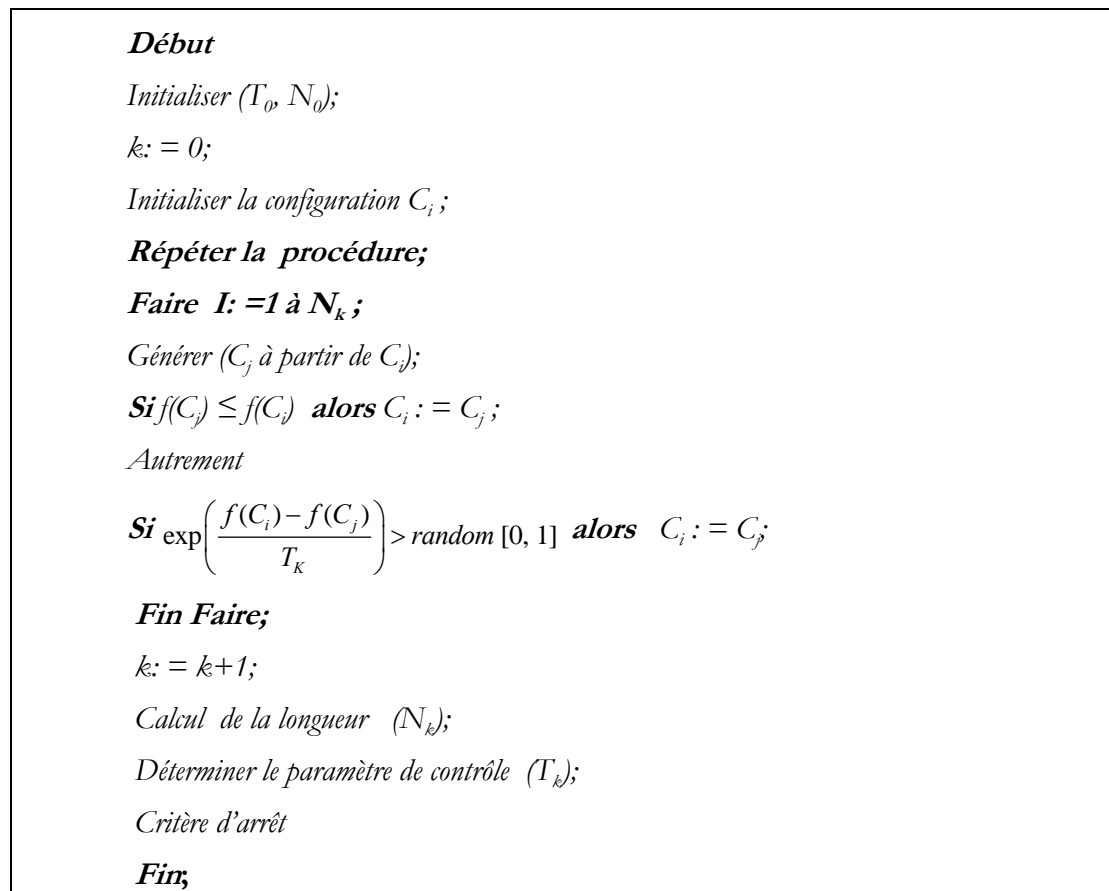 Début
Initialiser (T₀, N₀);
k: = 0;
Initialiser la configuration Cᵢ ;
Répéter la procédure;
Faire I: =1 à Nₖ ;
Générer (Cⱼ à partir de Cᵢ);
Si f(Cⱼ) ≤ f(Cᵢ) alors Cᵢ : = Cⱼ ;
Autrement
Si exp((f(Cᵢ) − f(Cⱼ))/T_K) > random [0, 1] alors Cᵢ : = Cⱼ;
Fin Faire;
k: = k+1;
Calcul de la longueur (Nₖ);
Déterminer le paramètre de contrôle (Tₖ);
Critère d'arrêt
Fin;